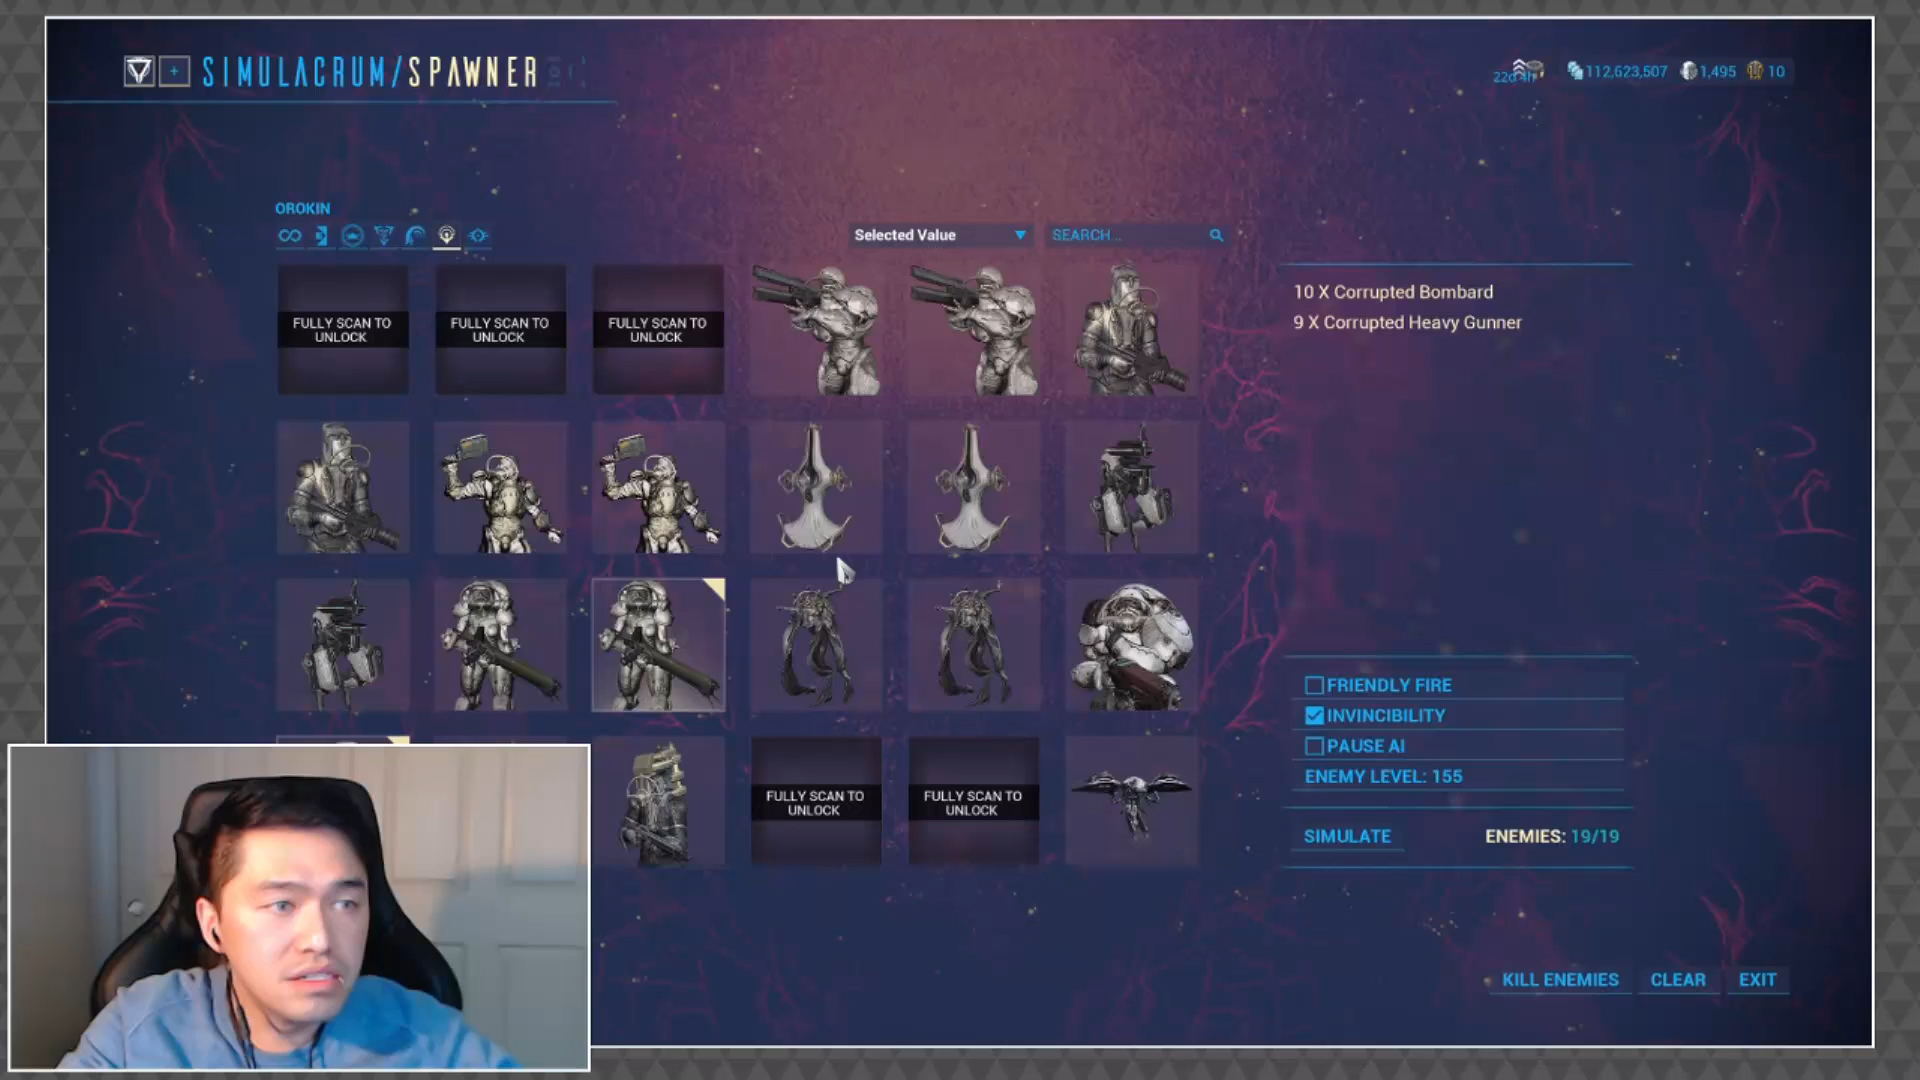 SIMULACRUM/SPAWNER
22d 4h
112,623,507
1,495
10
OROKIN
Selected Value
SEARCH...
FULLY SCAN TO
UNLOCK
FULLY SCAN TO
UNLOCK
FULLY SCAN TO
UNLOCK
10 X Corrupted Bombard
9 X Corrupted Heavy Gunner
FRIENDLY FIRE
INVINCIBILITY
PAUSE AI
ENEMY LEVEL: 155
FULLY SCAN TO
UNLOCK
FULLY SCAN TO
UNLOCK
SIMULATE
ENEMIES: 19/19
KILL ENEMIES
CLEAR
EXIT